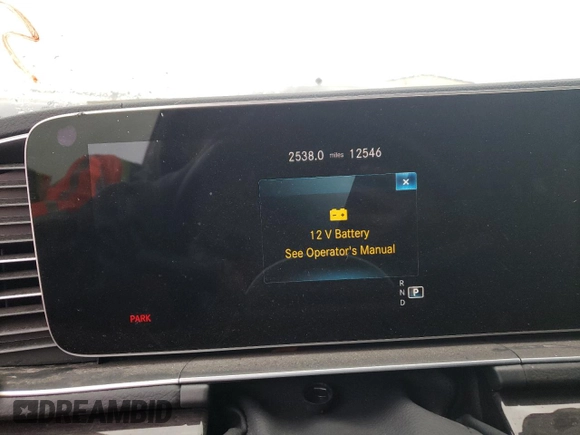 2538.0 miles 12546
x
12 V Battery
See Operator's Manual
R
N P
D
PARK
DREAMBID